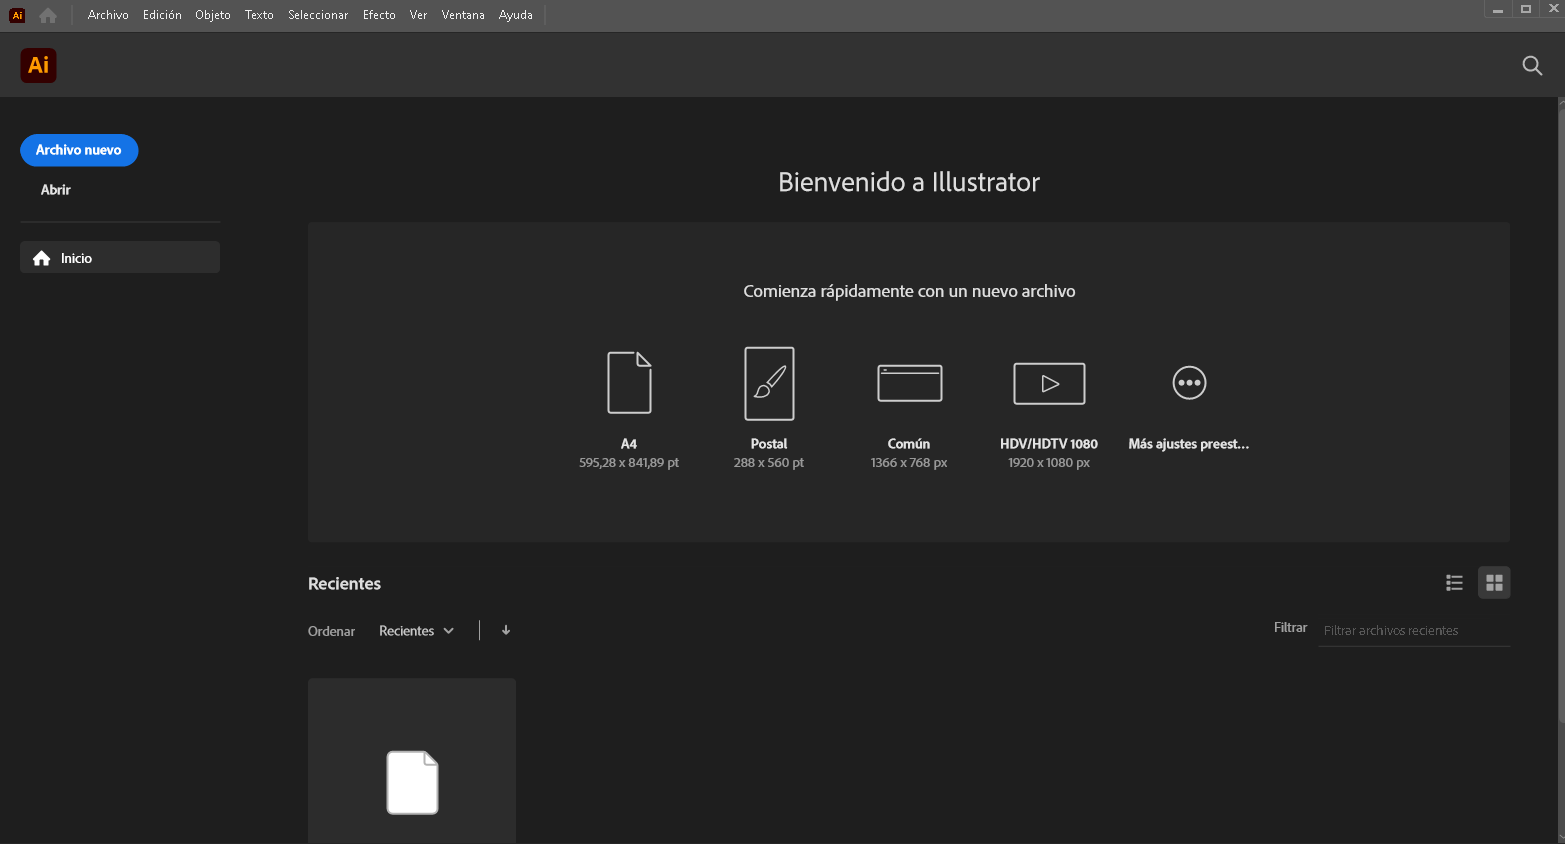 Ai Archivo Edición Objeto Texto Seleccionar Efecto Ver Ventana Ayuda
Ai
Archivo nuevo
Abrir
Inicio
Bienvenido a Illustrator
Comienza rápidamente con un nuevo archivo
A4 Postal Común HDV/HDTV 1080 Más ajustes preest...
595,28 x 841,89 pt 288 x 560 pt 1366 x 768 px 1920 x 1080 px
Recientes
Ordenar Recientes Filtrar Filtrar archivos recientes